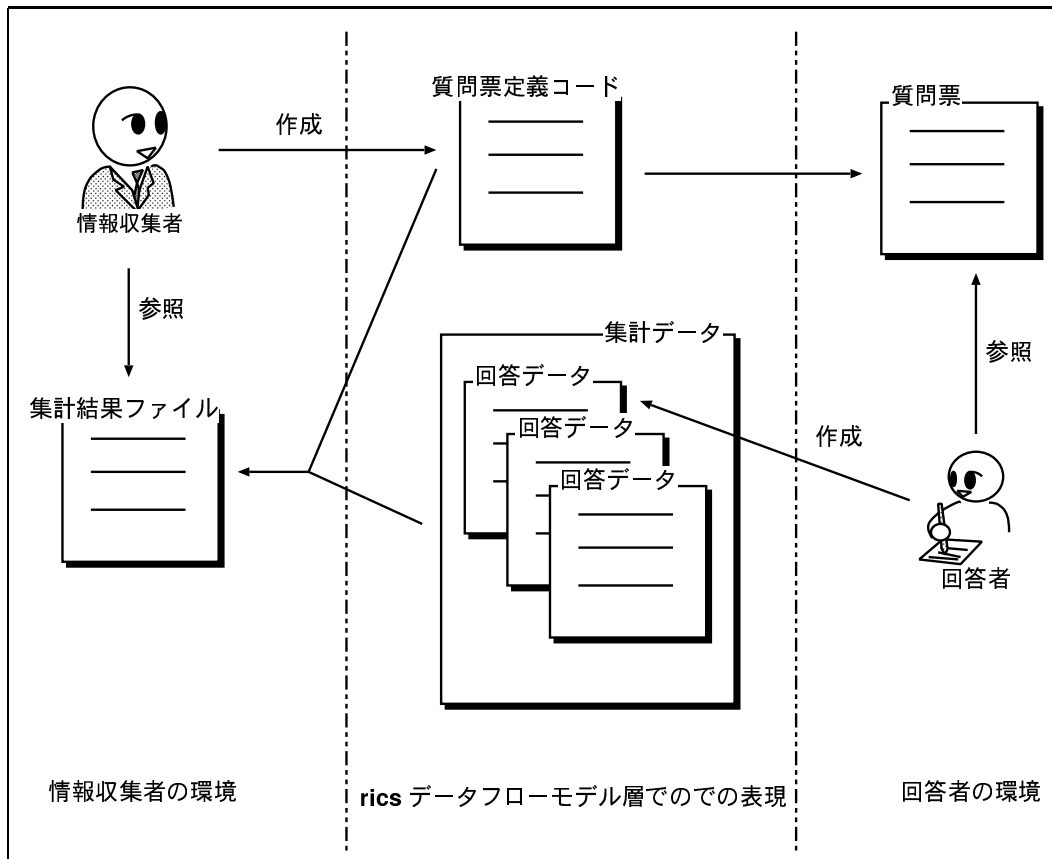 質問票定義コード
質問票
作成
情報収集者
参照
集計データ
参照
回答データ
集計結果ファイル
回答データ
作成
回答データ
回答者
情報収集者の環境
rics データフローモデル層でのでの表現
回答者の環境